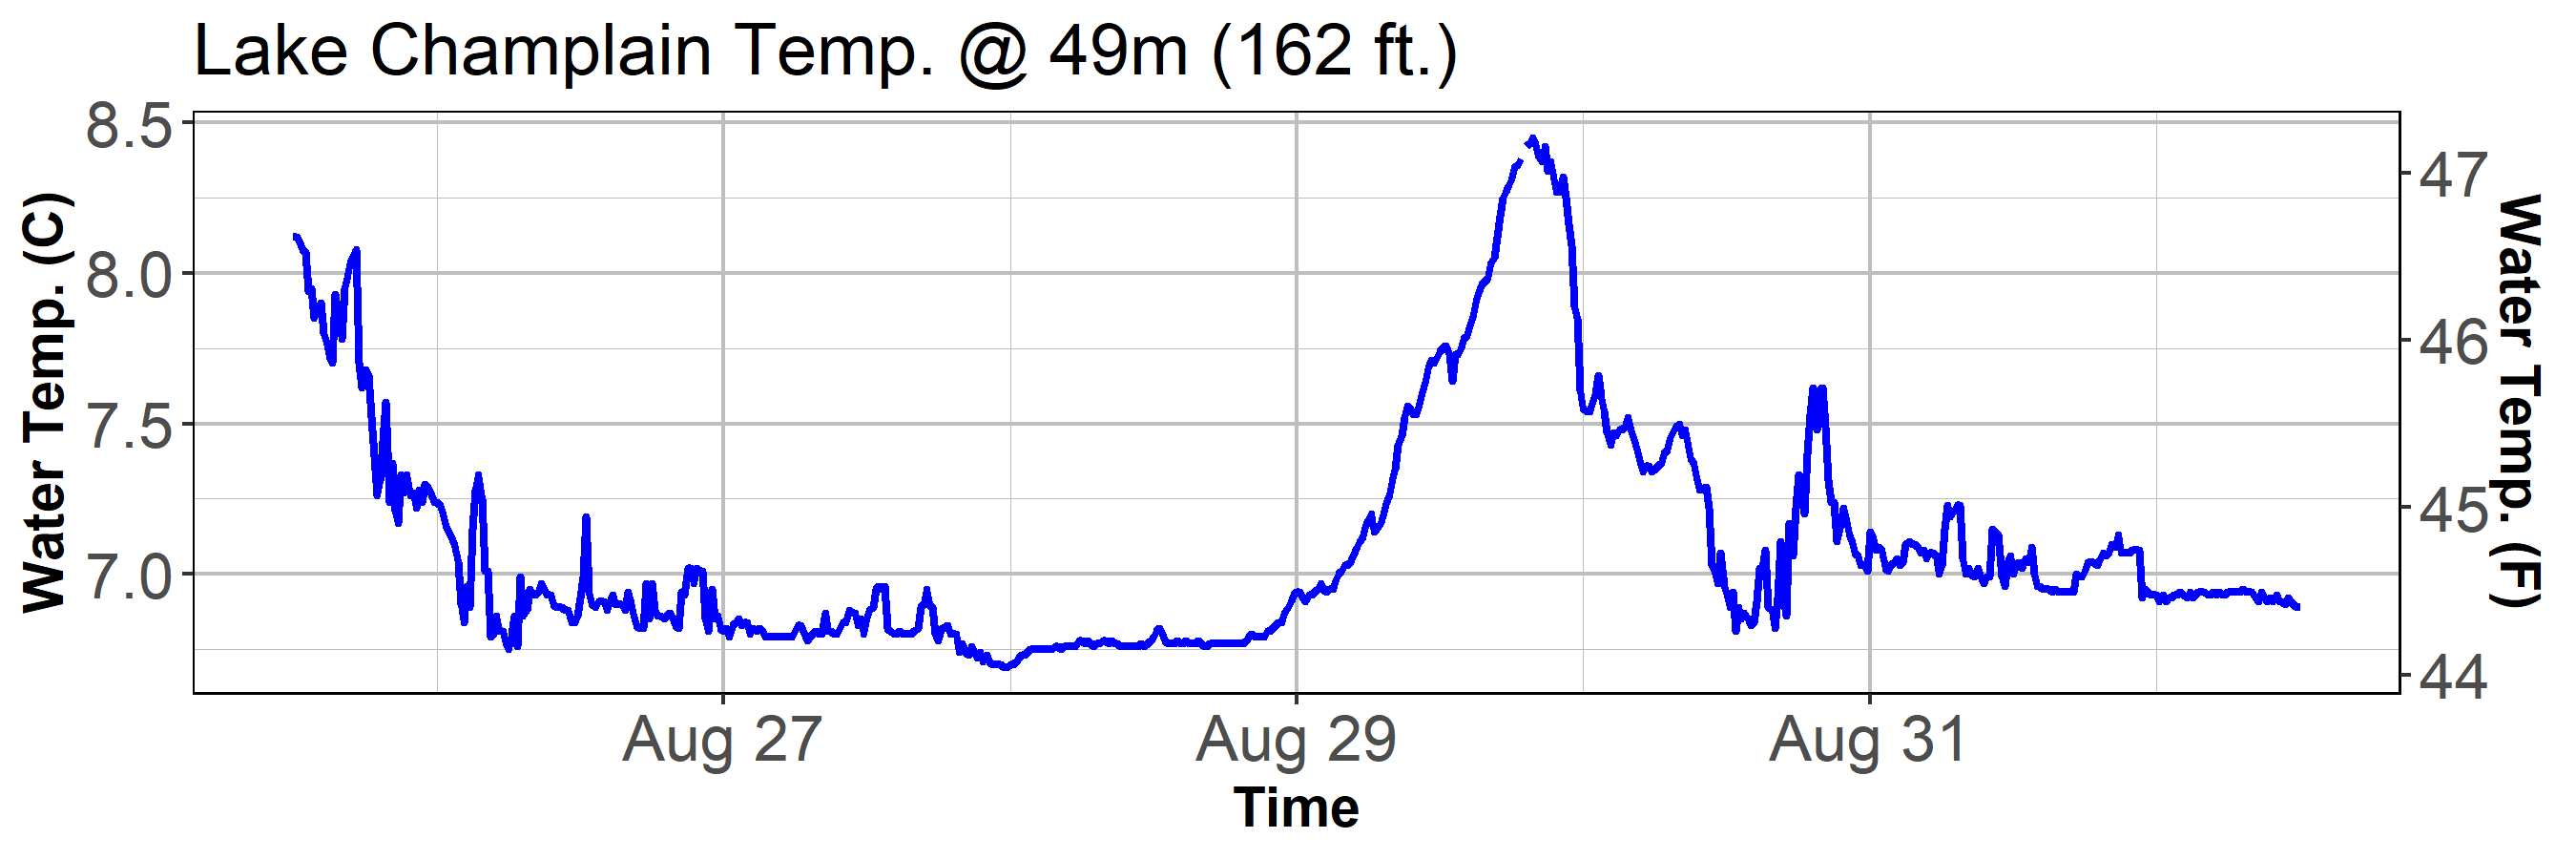 Lake Champlain Temp. @ 49m (162 ft.)
Water Temp. (C)
8.5
8.0
7.5
7.0
47
46
45
44
Water Temp. (F)
Aug 27 Aug 29 Aug 31
Time